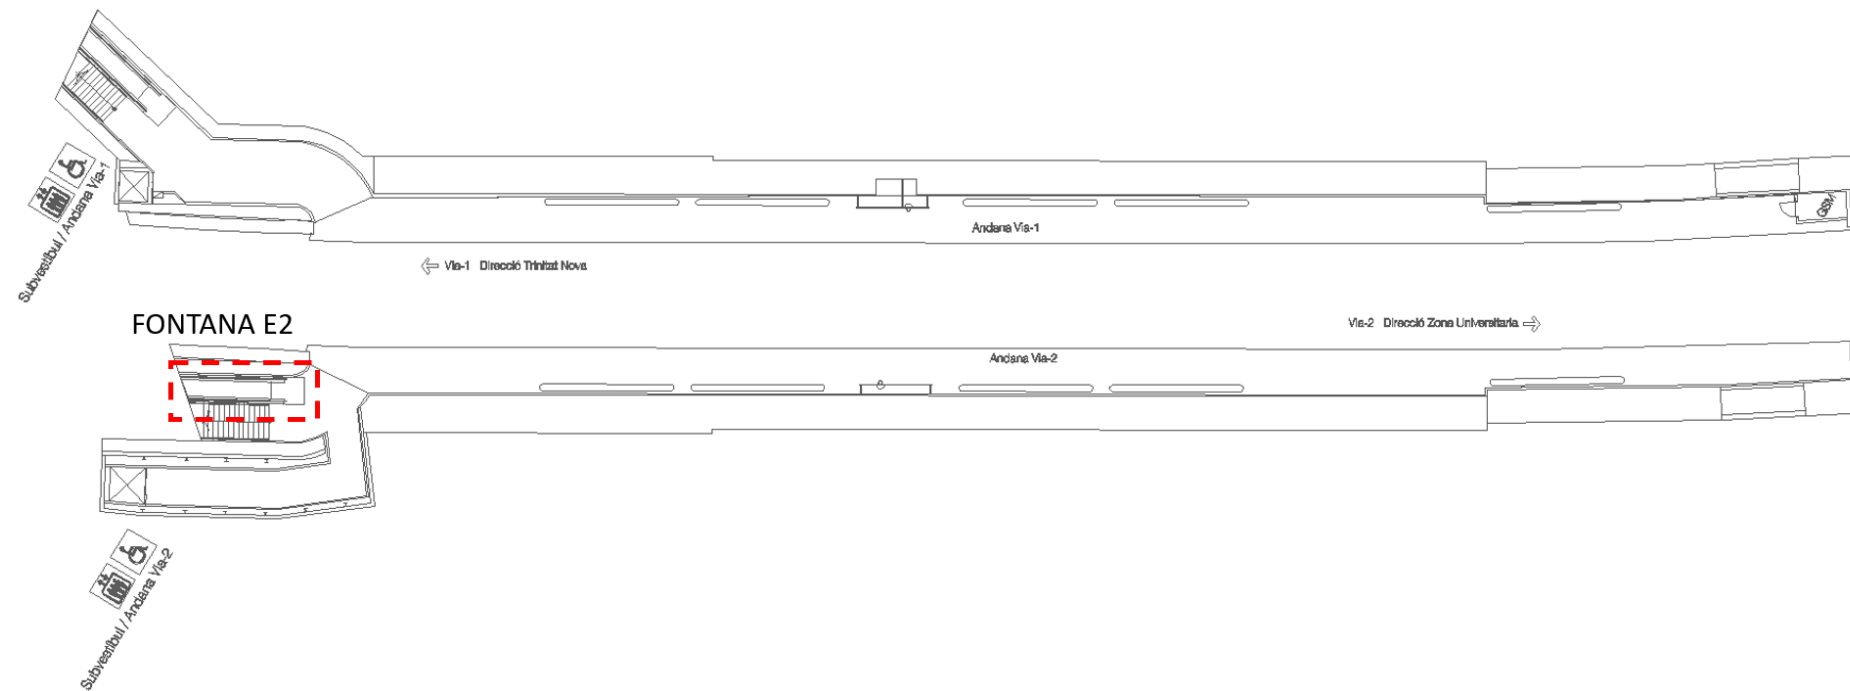 Subvestíbul / Andana Via-1
GSM
Andana Via-1
Via-1 Direcció Trinitat Nova
FONTANA E2
Via-2 Direcció Zona Universitaria
Andana Via-2
Subvestíbul / Andana Via-2